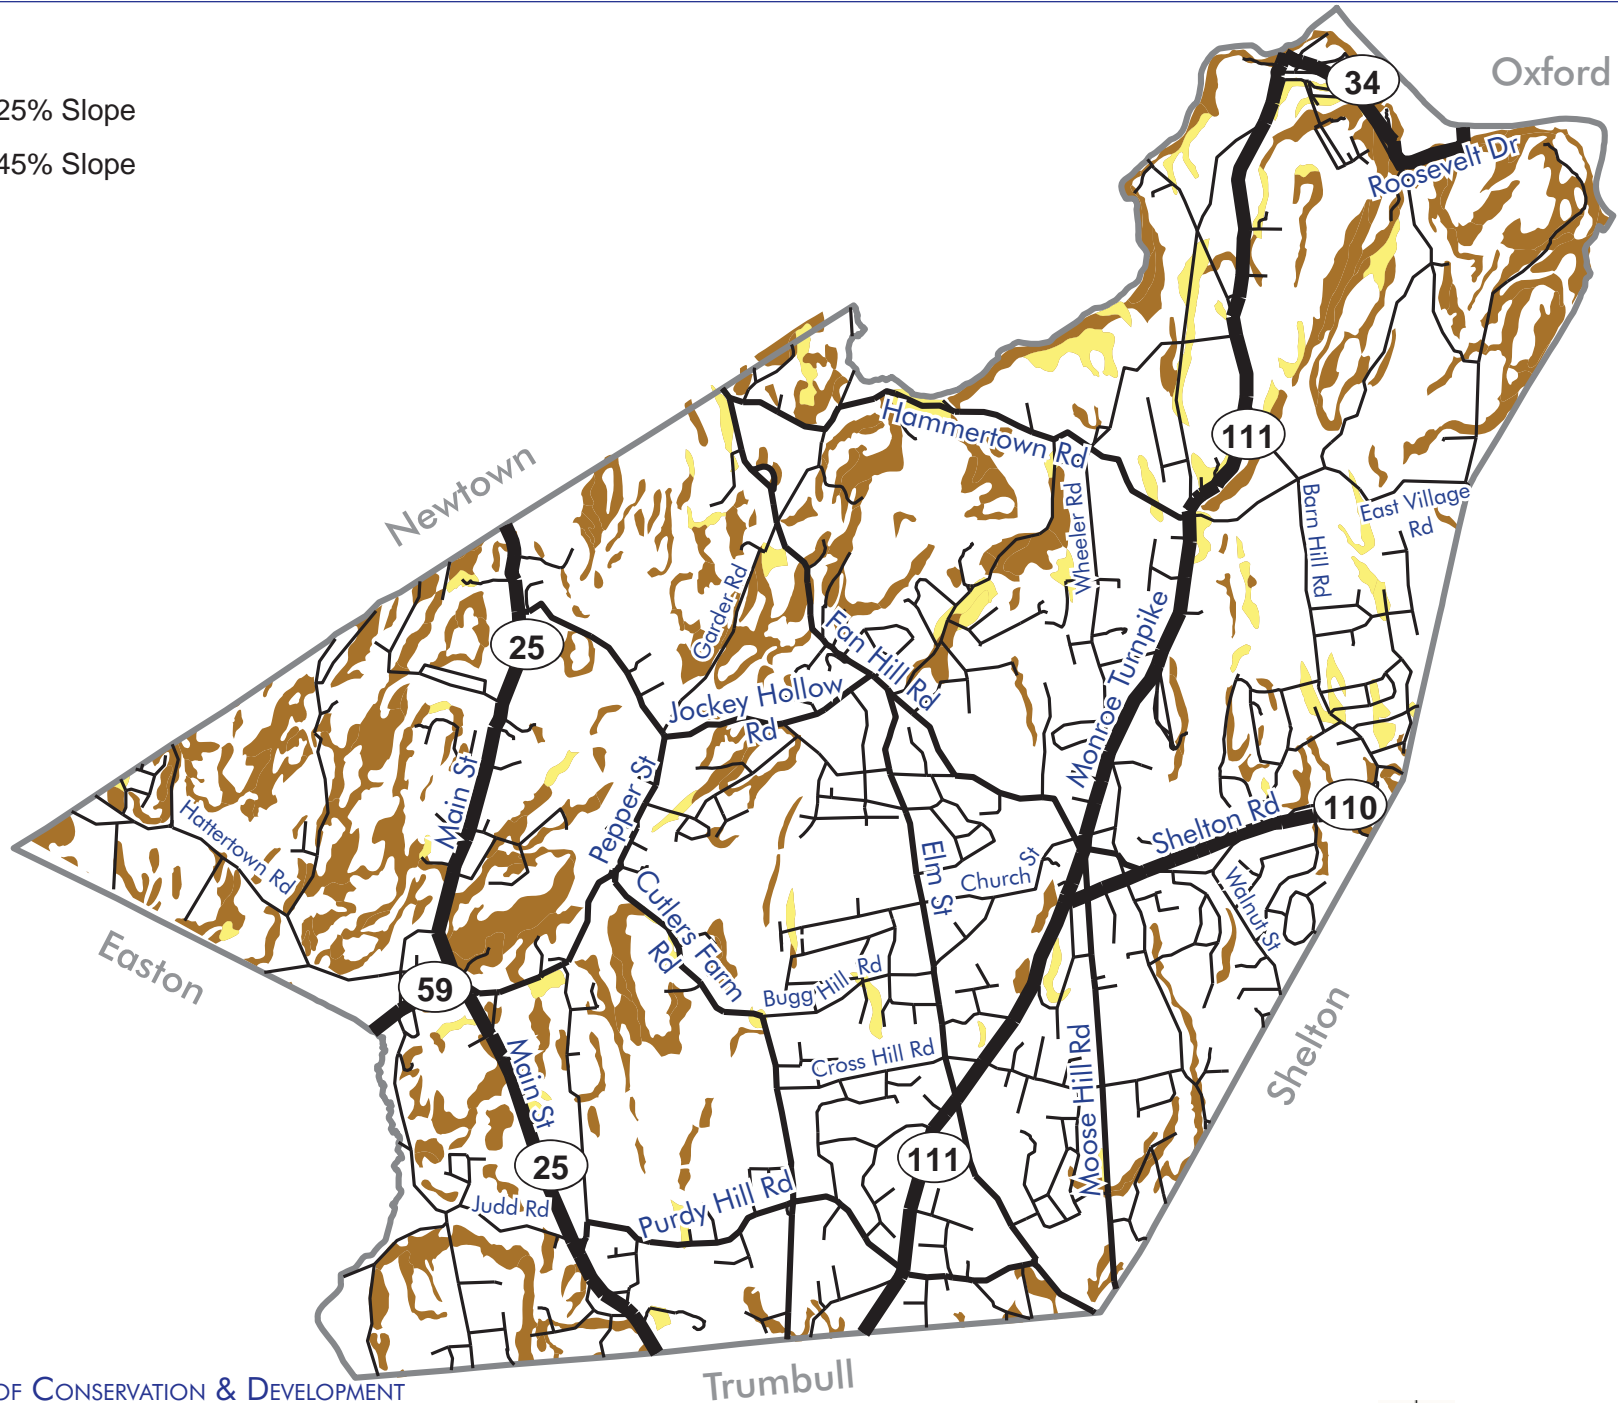 25% Slope
45% Slope
Oxford
34
Roosevelt Dr
Hammertown Rd
111
Newtown
Wheeler Rd
Barn Hill Rd
East Village
Rd
Garder Rd
25
Fan Hill Rd
Monroe Turnpike
Jockey Hollow
Rd
Main St
Pepper St
Hattertown Rd
Shelton Rd
110
Elm St
Church St
Walnut St
Cutlers Farm
Rd
Easton
59
Bugg Hill Rd
Cross Hill Rd
Main St
Moose Hill Rd
Shelton
25
111
Judd Rd
Purdy Hill Rd
Trumbull
OF CONSERVATION & DEVELOPMENT